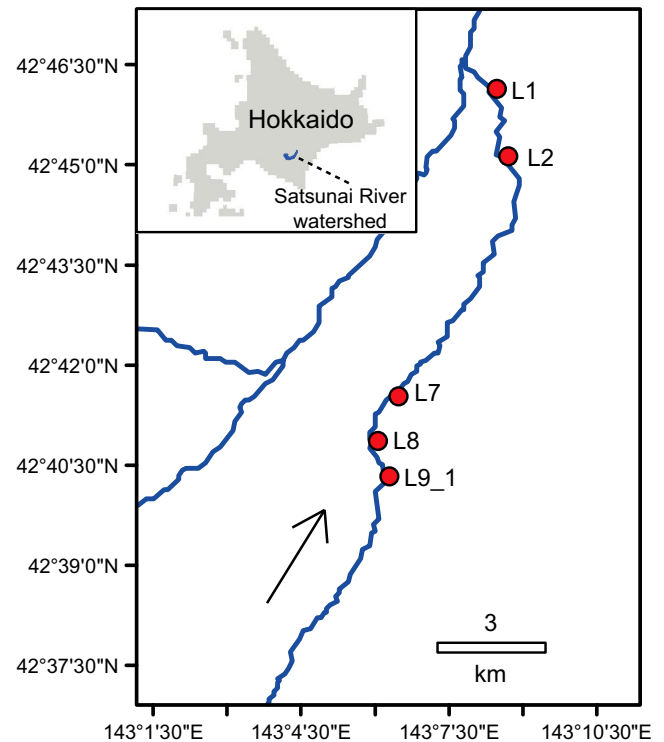 42°46'30"N
42°45'0"N
42°43'30"N
42°42'0"N
42°40'30"N
42°39'0"N
42°37'30"N
Hokkaido
Satsunai River
watershed
L1
L2
L7
L8
L9_1
3
km
143°1'30"E
143°4'30"E
143°7'30"E
143°10'30"E